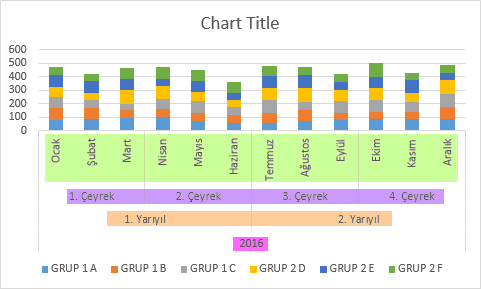 Chart Title
600
500
400
300
200
100
0
Ocak Şubat Mart Nisan Mayıs Haziran Temmuz Ağustos Eylül Ekim Kasım Aralık
1. Çeyrek 2. Çeyrek 3. Çeyrek 4. Çeyrek
1. Yarıyıl 2. Yarıyıl
2016
GRUP 1 A GRUP 1 B GRUP 1 C GRUP 2 D GRUP 2 E GRUP 2 F